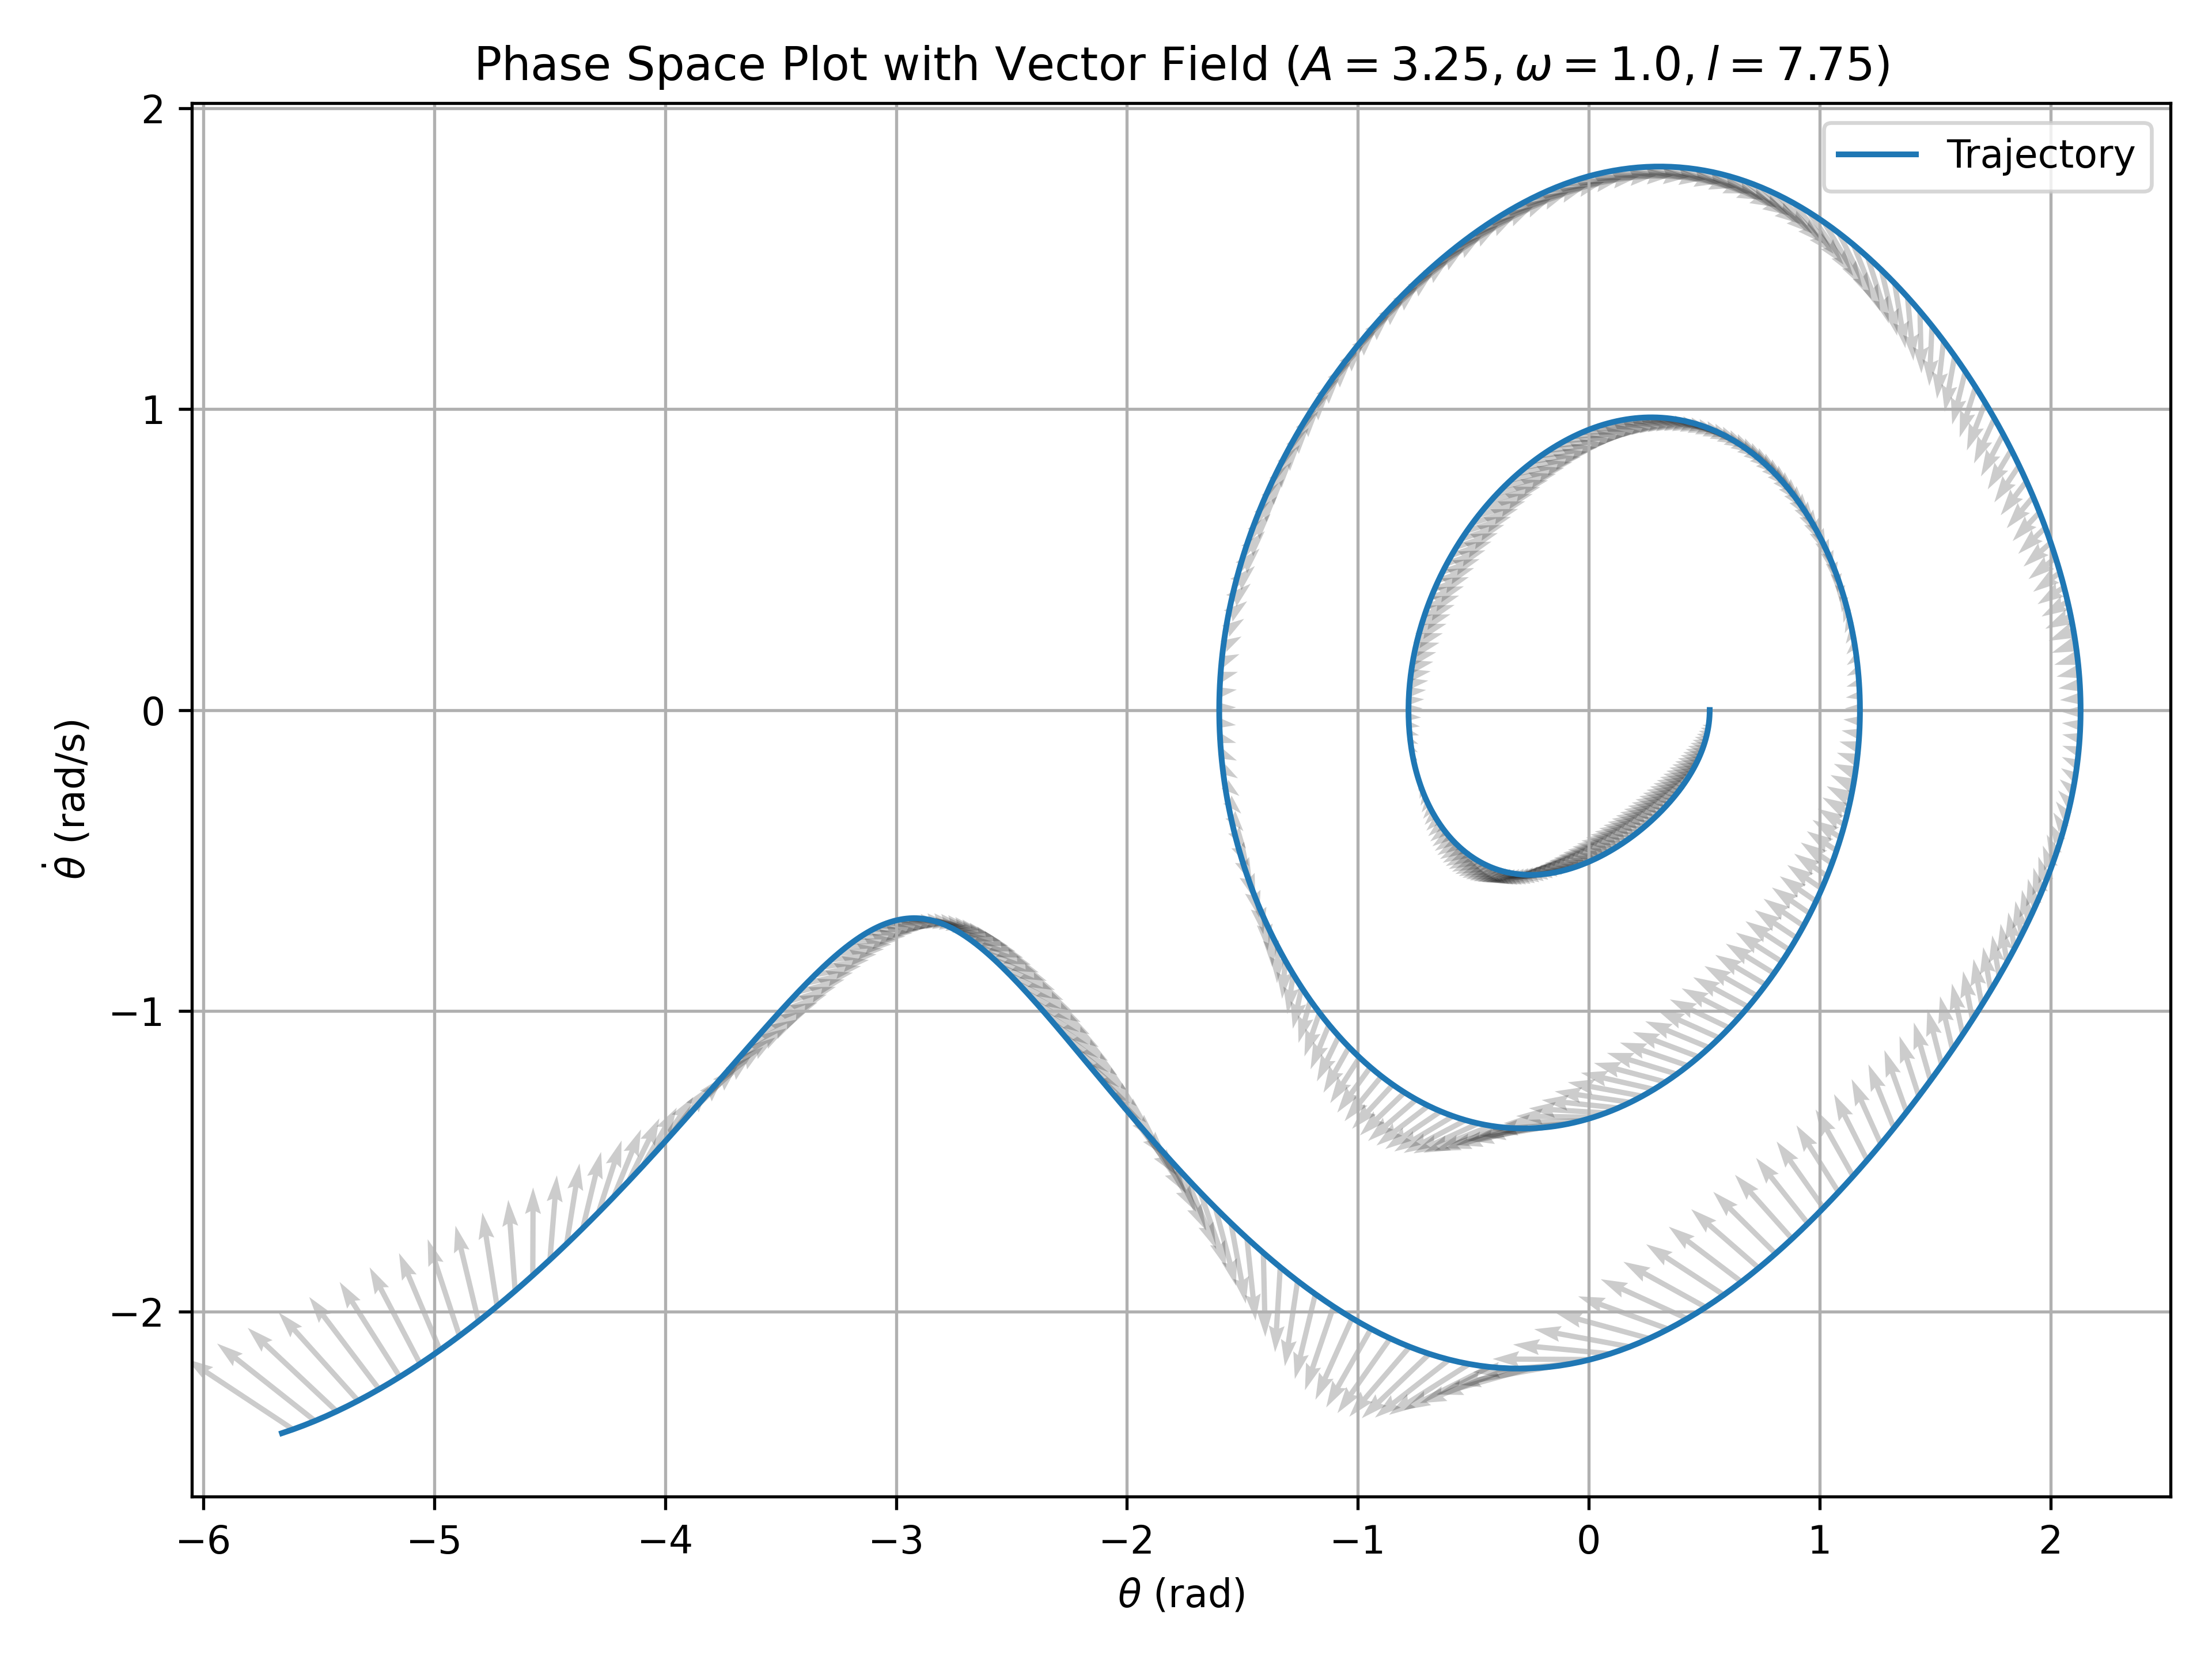 Phase Space Plot with Vector Field (A = 3.25, ω = 1.0, l = 7.75)
Trajectory
2
1
0
−1
−2
θ̇ (rad/s)
−6 −5 −4 −3 −2 −1 0 1 2
θ (rad)